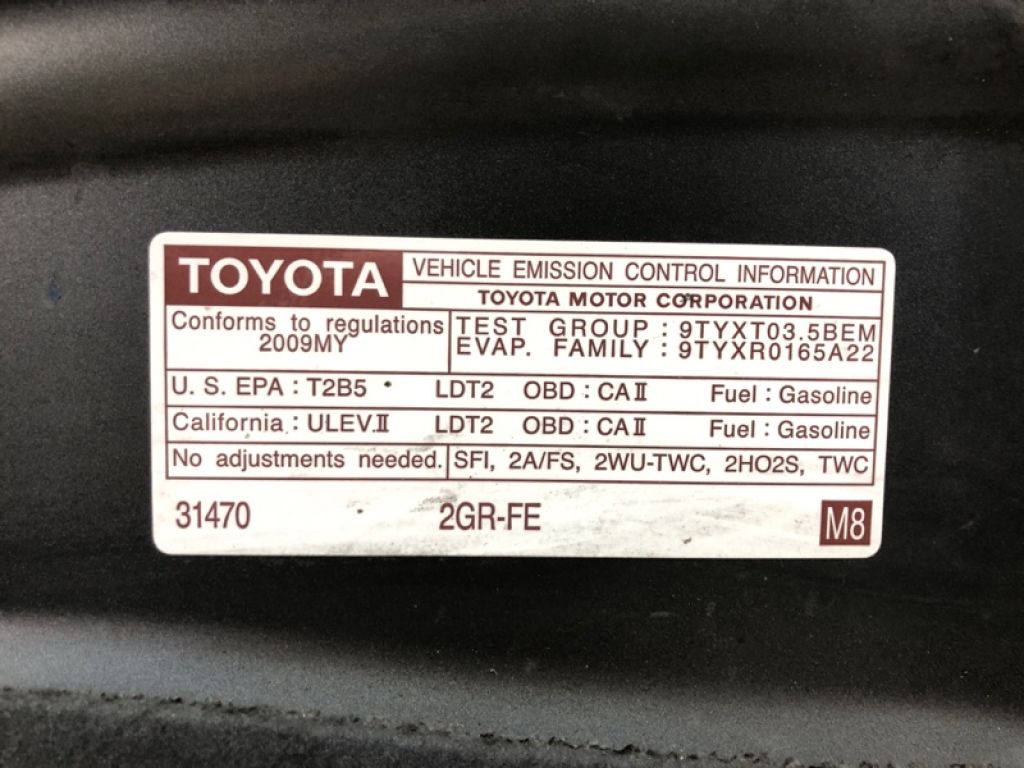 TOYOTA VEHICLE EMISSION CONTROL INFORMATION
TOYOTA MOTOR CORPORATION
Conforms to regulations TEST GROUP : 9TYXT03.5BEM
2009MY EVAP. FAMILY : 9TYXR0165A22
U. S. EPA : T2B5 LDT2 OBD : CAⅡ Fuel : Gasoline
California : ULEVⅡ LDT2 OBD : CAⅡ Fuel : Gasoline
No adjustments needed. SFI, 2A/FS, 2WU-TWC, 2HO2S, TWC
31470 2GR-FE M8